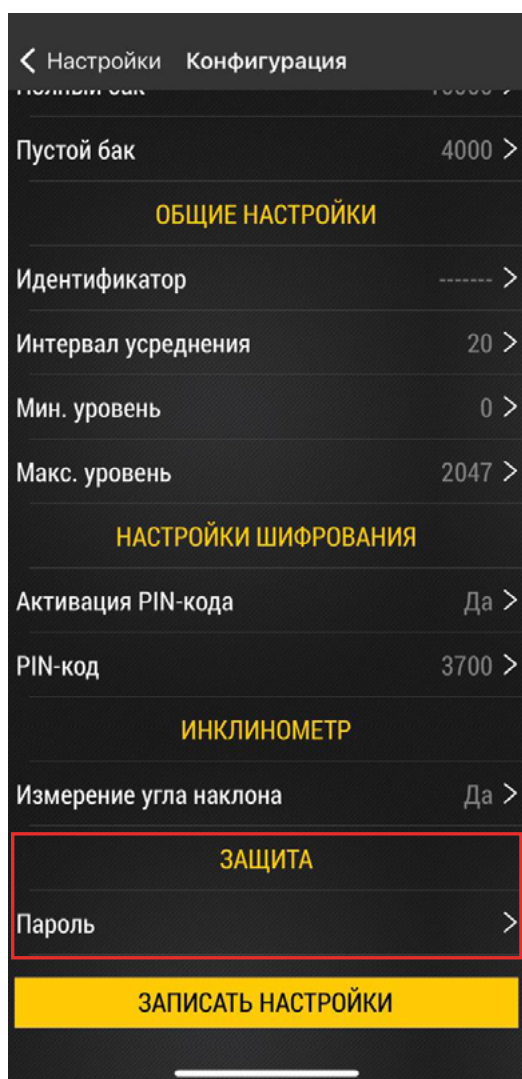 Настройки Конфигурация
Пустой бак 4000
ОБЩИЕ НАСТРОЙКИ
Идентификатор -------
Интервал усреднения 20
Мин. уровень 0
Макс. уровень 2047
НАСТРОЙКИ ШИФРОВАНИЯ
Активация PIN-кода Да
PIN-код 3700
ИНКЛИНОМЕТР
Измерение угла наклона Да
ЗАЩИТА
Пароль
ЗАПИСАТЬ НАСТРОЙКИ